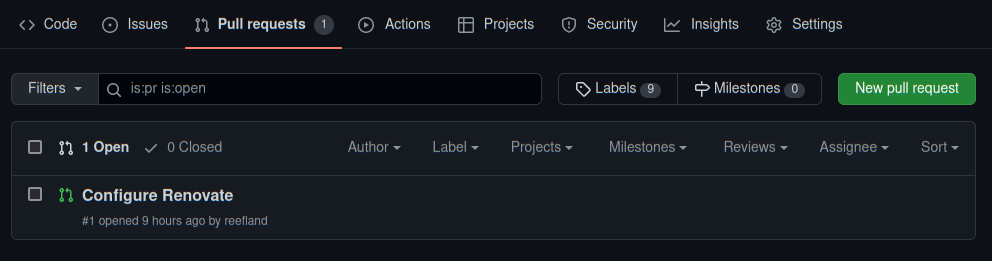 Code Issues Pull requests 1 Actions Projects Security Insights Settings
Filters is:pr is:open Labels 9 Milestones 0 New pull request
1 Open 0 Closed Author Label Projects Milestones Reviews Assignee Sort
Configure Renovate
#1 opened 9 hours ago by reefland